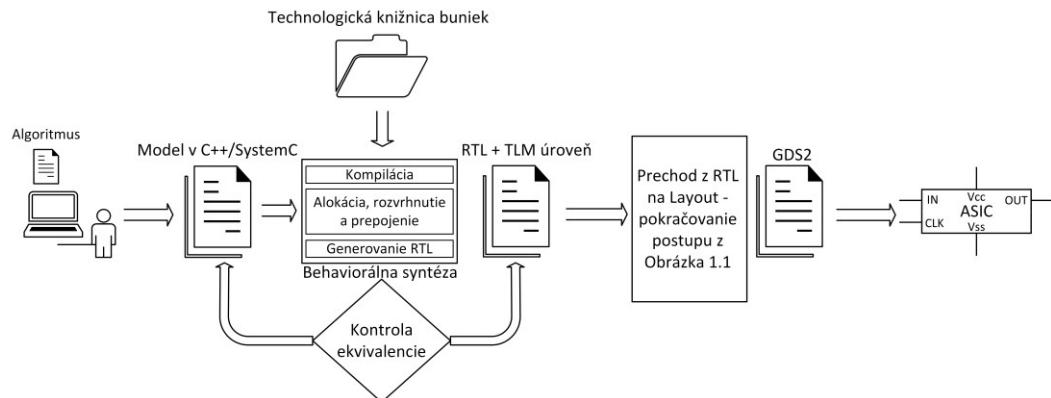 Technologická knižnica buniek
Algoritmus
Model v C++/SystemC
Kompilácia
Alokácia, rozvrhnutie
a prepojenie
Generovanie RTL
Behaviorálna syntéza
RTL + TLM úroveň
Kontrola
ekvivalencie
Prechod z RTL
na Layout -
pokračovanie
postupu z
Obrázka 1.1
GDS2
IN Vcc OUT
ASIC
CLK
Vss